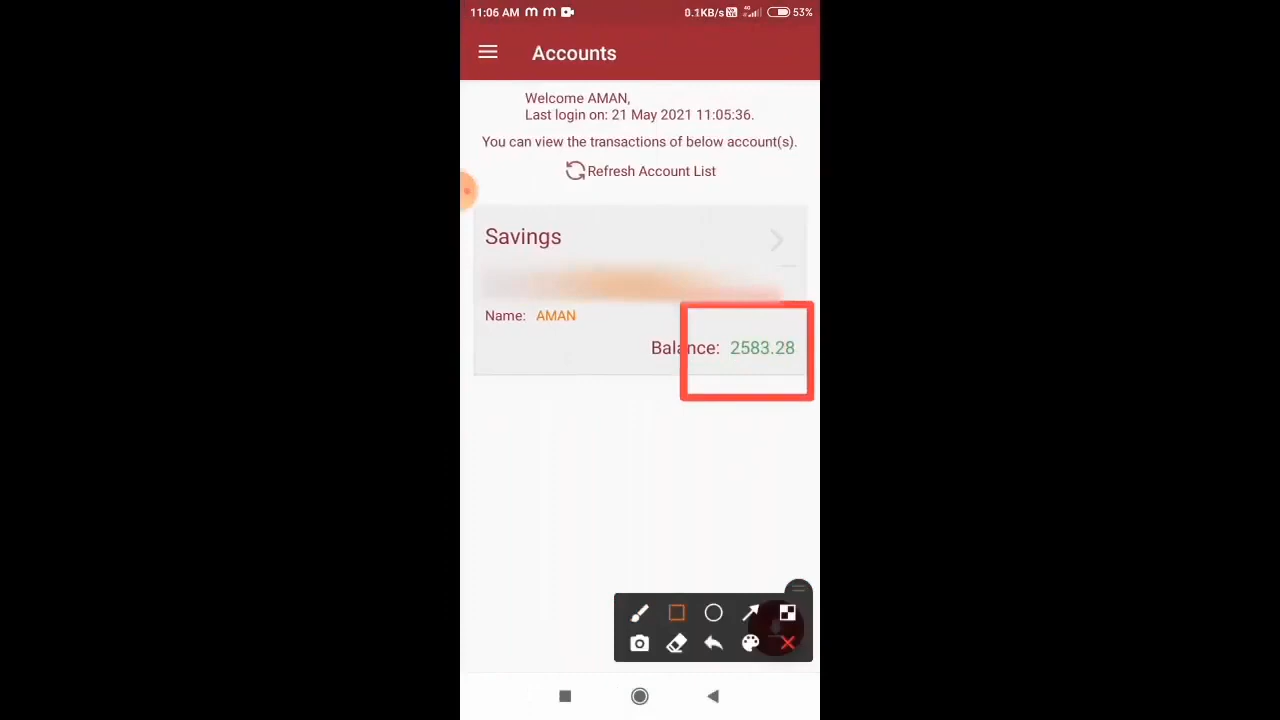 11:06 AM
0.1KB/s 4G 53%
Accounts
Welcome AMAN,
Last login on: 21 May 2021 11:05:36.
You can view the transactions of below account(s).
Refresh Account List
Savings
Name: AMAN
Balance: 2583.28